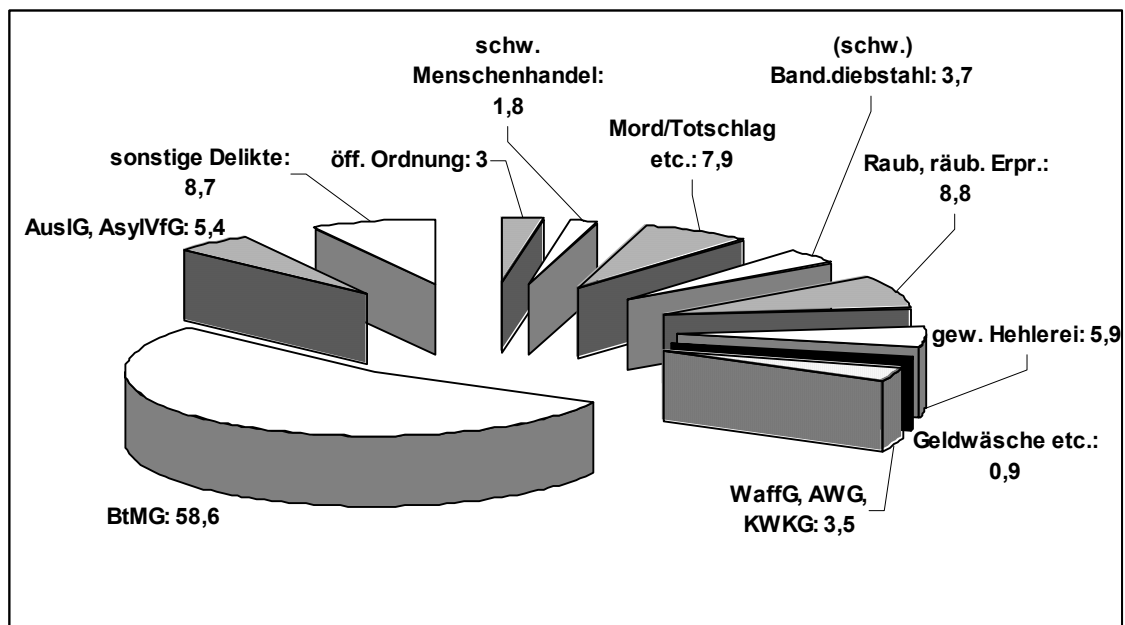 schw.
Menschenhandel:
1,8
(schw.)
Band.diebstahl: 3,7
Mord/Totschlag
etc.: 7,9
sonstige Delikte:
8,7
öff. Ordnung: 3
Raub, räub. Erpr.:
8,8
AuslG, AsylVfG: 5,4
gew. Hehlerei: 5,9
Geldwäsche etc.:
0,9
WaffG, AWG,
KWKG: 3,5
BtMG: 58,6